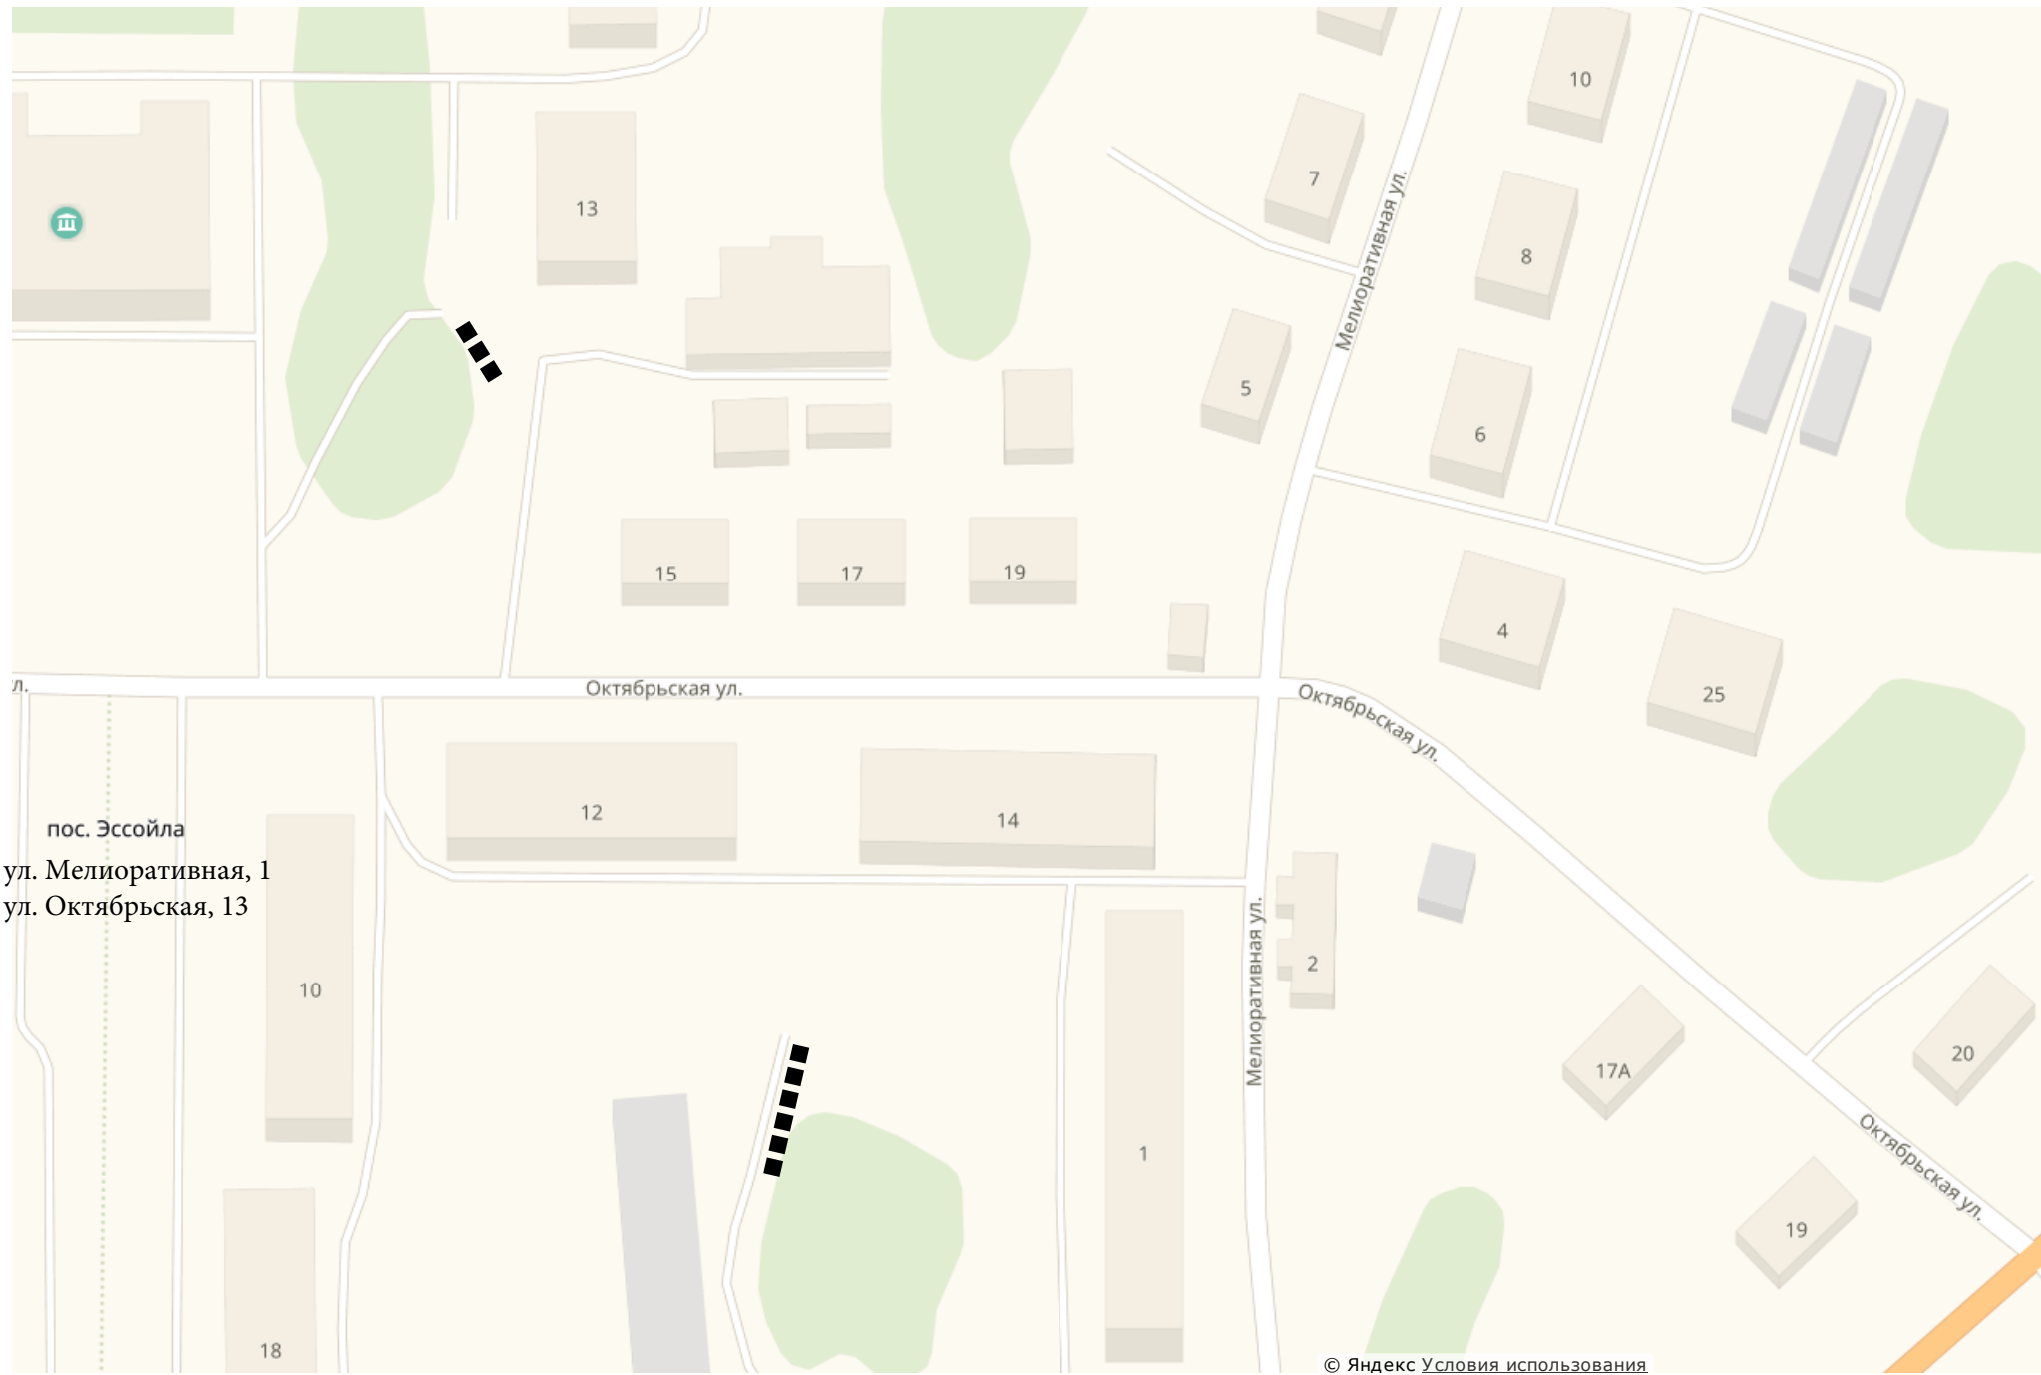 10
7
13
8
Мелиоративная ул.
5
6
15
17
19
4
л.
Октябрьская ул.
Октябрьская ул.
25
12
14
пос. Эссойла
ул. Мелиоративная, 1
ул. Октябрьская, 13
10
2
Мелиоративная ул.
17А
20
1
Октябрьская ул.
19
18
© Яндекс Условия использования